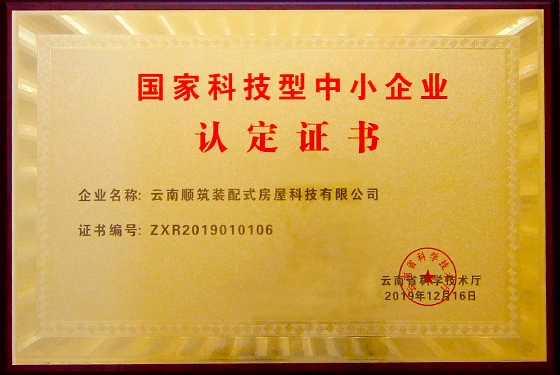 国家科技型中小企业
认定证书
企业名称: 云南顺筑装配式房屋科技有限公司
证书编号: ZXR2019010106
云南省科学技术厅
2019年12月16日